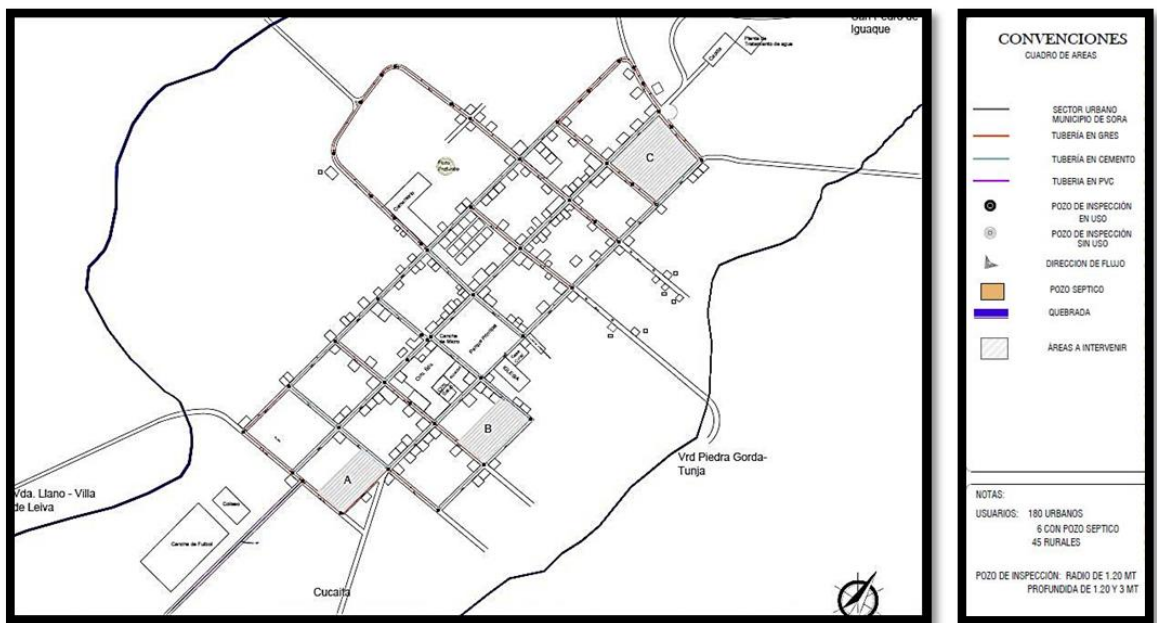 San Pedro de
Iguaque
Planta de
Tratamiento de agua
Caseta
C
Pozo
Profundo
Cementerio
Cancha
de Micro
Parque Principal
IGLESIA
B
A
Vda. Llano - Villa
de Leiva
Coliseo
Cancha de Futbol
Cucaita
Vrd Piedra Gorda-
Tunja
CONVENCIONES
CUADRO DE AREAS
SECTOR URBANO
MUNICIPIO DE SORA
TUBERÍA EN GRES
TUBERÍA EN CEMENTO
TUBERIA EN PVC
POZO DE INSPECCIÓN
EN USO
POZO DE INSPECCIÓN
SIN USO
DIRECCION DE FLUJO
POZO SEPTICO
QUEBRADA
ÁREAS A INTERVENIR
NOTAS:
USUARIOS: 180 URBANOS
6 CON POZO SEPTICO
45 RURALES
POZO DE INSPECCIÓN: RADIO DE 1.20 MT
PROFUNDIDA DE 1.20 Y 3 MT